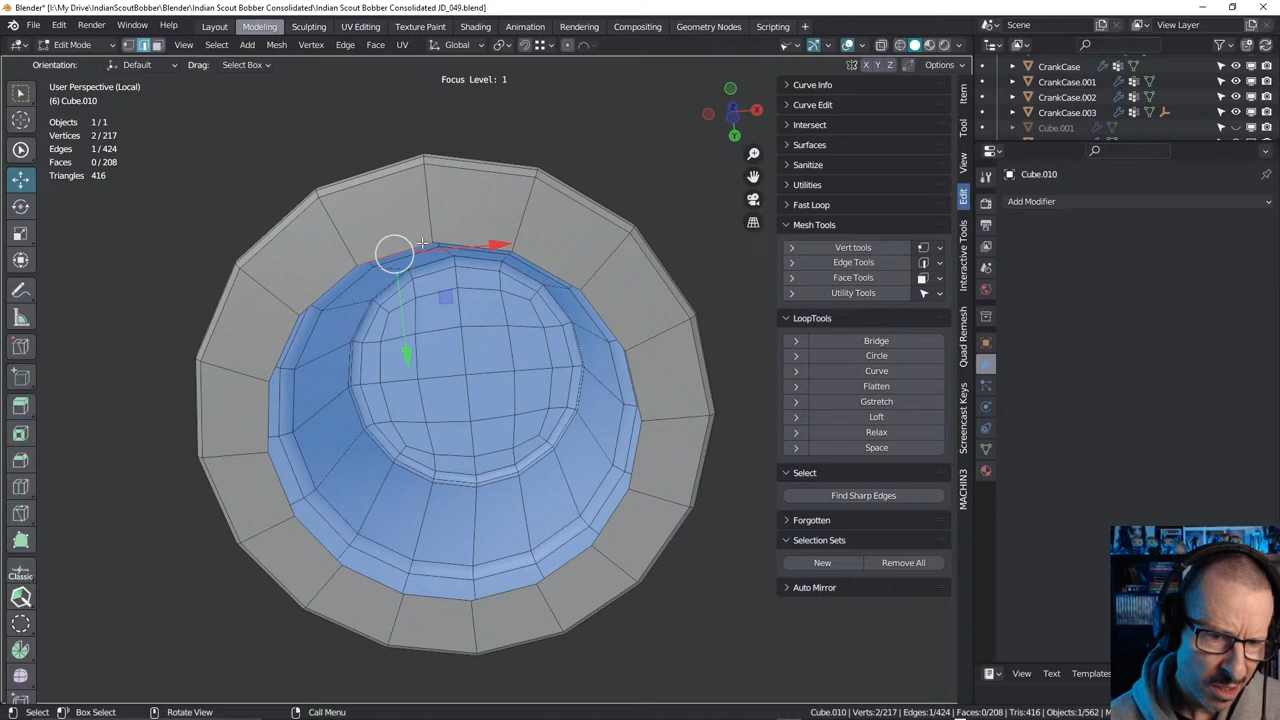 Blender* [I:\My Drive\IndianScoutBobber\Blender\Indian Scout Bobber Consolidated\Indian Scout Bobber Consolidated JD_049.blend]
File Edit Render Window Help Layout Modeling Sculpting UV Editing Texture Paint Shading Animation Rendering Compositing Geometry Nodes Scripting Scene View Layer
Edit Mode View Select Add Mesh Vertex Edge Face UV Global Options
Orientation: Default Drag: Select Box X Y Z Options
Focus Level: 1
User Perspective (Local)
(6) Cube.010
Objects 1 / 1
Vertices 2 / 217
Edges 1 / 424
Faces 0 / 208
Triangles 416
Z X Y
Curve Info
Curve Edit
Intersect
Surfaces
Sanitize
Utilities
Fast Loop
Mesh Tools
Vert tools
Edge Tools
Face Tools
Utility Tools
LoopTools
Bridge
Circle
Curve
Flatten
Gstretch
Loft
Relax
Space
Select
Find Sharp Edges
Forgotten
Selection Sets
New Remove All
Auto Mirror
Item
Tool
View
Edit
Interactive Tools
Quad Remesh
Screencast Keys
MACHIN3
CrankCase
CrankCase.001
CrankCase.002
CrankCase.003
Cube.001
Cube.010
Add Modifier
Classic
View Text Templates
Select Box Select Rotate View Call Menu
Cube.010 | Verts:2/217 | Edges:1/424 | Faces:0/208 | Tris:416 | Objects:1/562 | M